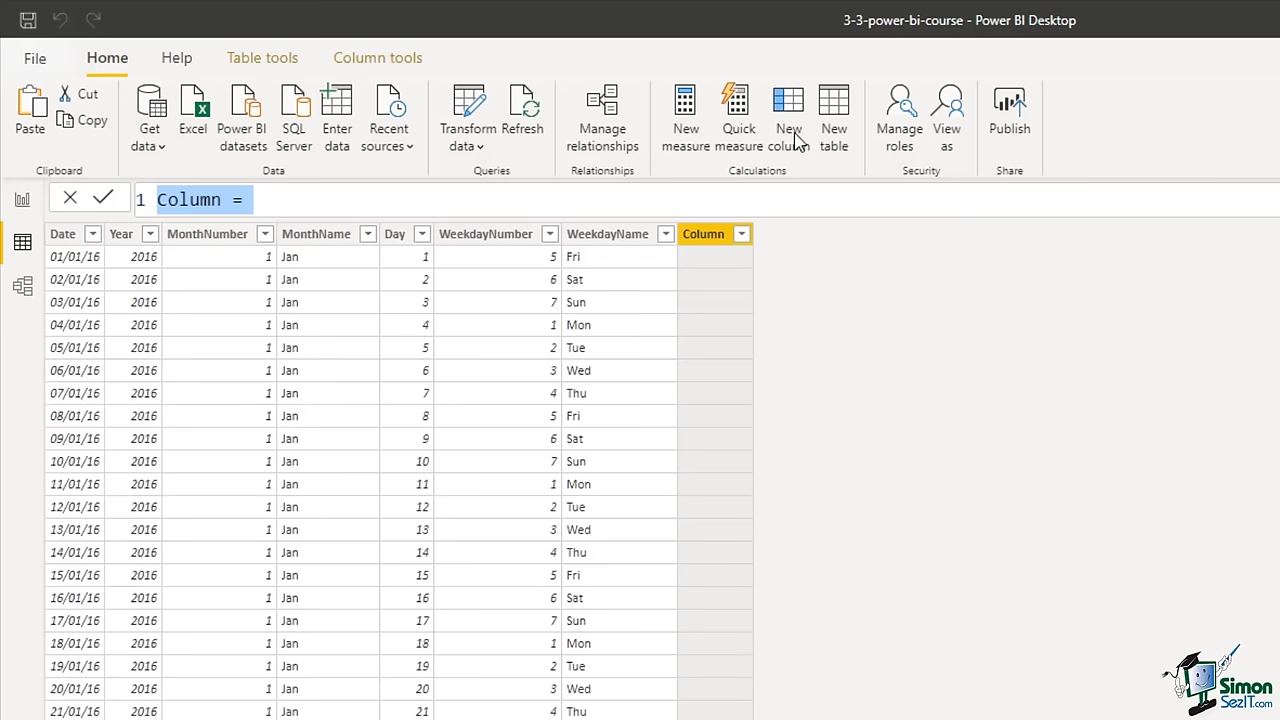 3-3-power-bi-course - Power BI Desktop
File Home Help Table tools Column tools
Paste Cut Copy Get data Excel Power BI datasets SQL Server Enter data Recent sources Transform data Refresh Manage relationships New measure Quick measure New column New table Manage roles View as Publish
Clipboard Data Queries Relationships Calculations Security Share
1 Column =
Date Year MonthNumber MonthName Day WeekdayNumber WeekdayName Column
01/01/16 2016 1 Jan 1 5 Fri
02/01/16 2016 1 Jan 2 6 Sat
03/01/16 2016 1 Jan 3 7 Sun
04/01/16 2016 1 Jan 4 1 Mon
05/01/16 2016 1 Jan 5 2 Tue
06/01/16 2016 1 Jan 6 3 Wed
07/01/16 2016 1 Jan 7 4 Thu
08/01/16 2016 1 Jan 8 5 Fri
09/01/16 2016 1 Jan 9 6 Sat
10/01/16 2016 1 Jan 10 7 Sun
11/01/16 2016 1 Jan 11 1 Mon
12/01/16 2016 1 Jan 12 2 Tue
13/01/16 2016 1 Jan 13 3 Wed
14/01/16 2016 1 Jan 14 4 Thu
15/01/16 2016 1 Jan 15 5 Fri
16/01/16 2016 1 Jan 16 6 Sat
17/01/16 2016 1 Jan 17 7 Sun
18/01/16 2016 1 Jan 18 1 Mon
19/01/16 2016 1 Jan 19 2 Tue
20/01/16 2016 1 Jan 20 3 Wed
21/01/16 2016 1 Jan 21 4 Thu
Simon
SezIT.com